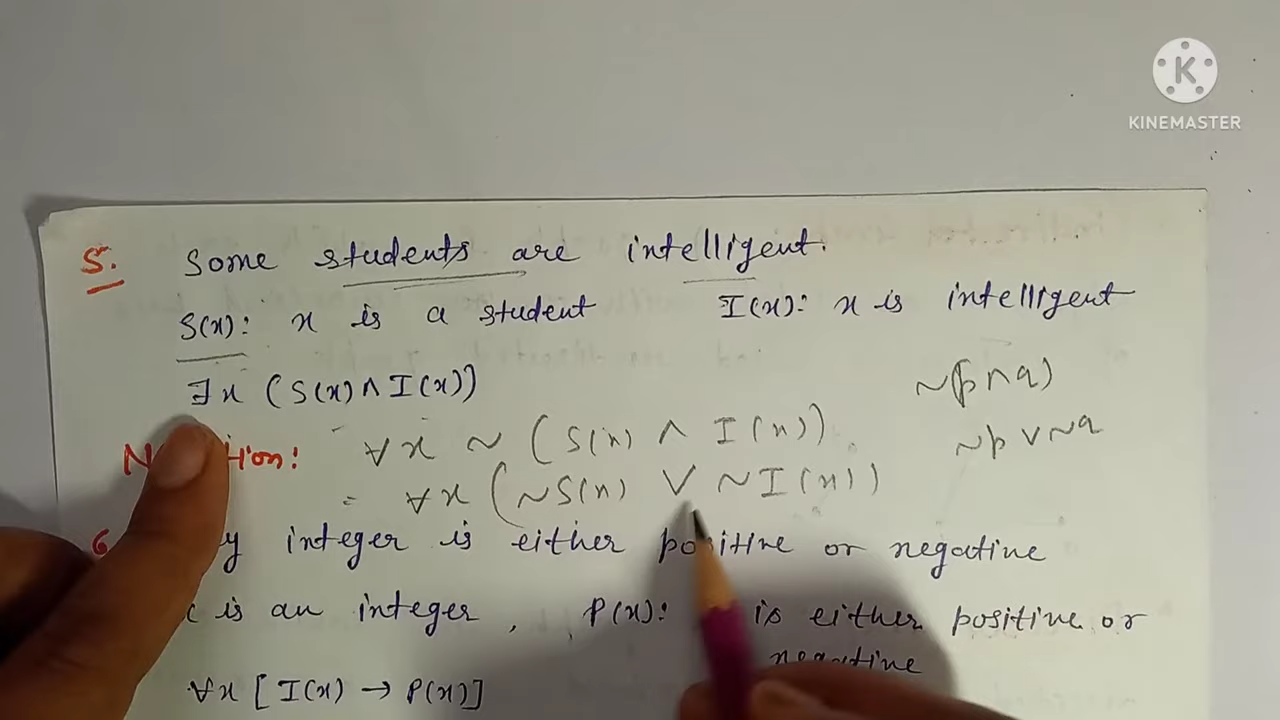 KINEMASTER
5. Some students are intelligent.
S(x): x is a student I(x): x is intelligent
∃x (S(x) ∧ I(x))
~(p ∧ q)
∀x ~ (S(x) ∧ I(x))
~p ∨ ~q
= ∀x (~S(x) ∨ ~I(x))
6. integer is either positive or negative
is an integer, P(x): is either positive or
negative
∀x [I(x) → P(x)]